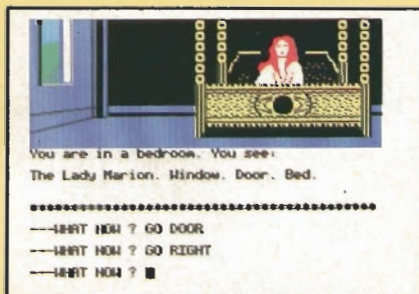 You are in a bedroom. You see:
The Lady Marion. Window. Door. Bed.
************************************************
---WHAT NOW ? GO DOOR
---WHAT NOW ? GO RIGHT
---WHAT NOW ?